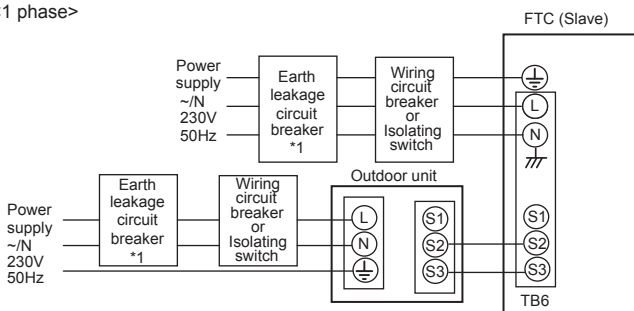 <1 phase>
FTC (Slave)
Power
supply
~/N
230V
50Hz
Earth
leakage
circuit
breaker
*1
Wiring
circuit
breaker
or
Isolating
switch
L
N
Outdoor unit
Power
supply
~/N
230V
50Hz
Earth
leakage
circuit
breaker
*1
Wiring
circuit
breaker
or
Isolating
switch
L
N
S1
S2
S3
S1
S2
S3
TB6